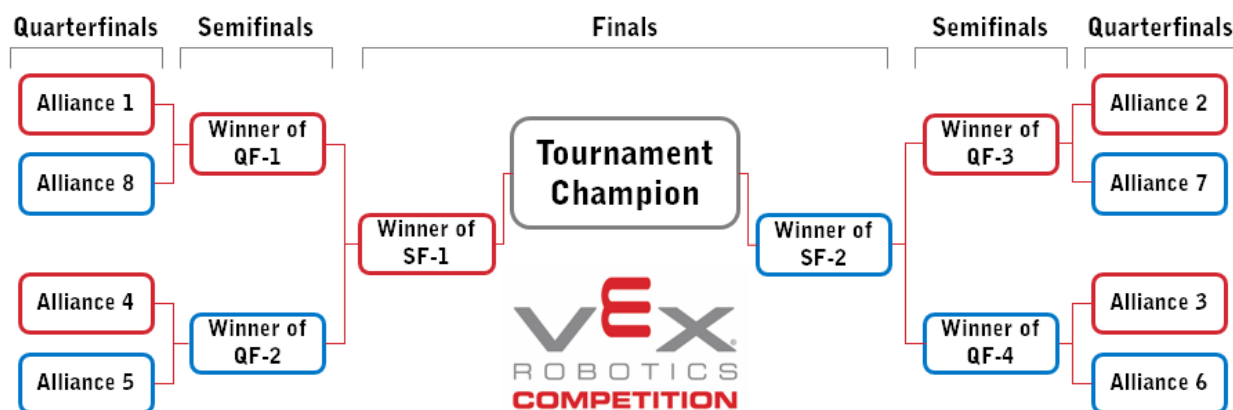 Quarterfinals
Semifinals
Finals
Semifinals
Quarterfinals
Alliance 1
Alliance 8
Winner of
QF-1
Alliance 4
Alliance 5
Winner of
QF-2
Winner of
SF-1
Tournament
Champion
Winner of
SF-2
Winner of
QF-3
Alliance 2
Alliance 7
Winner of
QF-4
Alliance 3
Alliance 6
VEX
ROBOTICS
COMPETITION